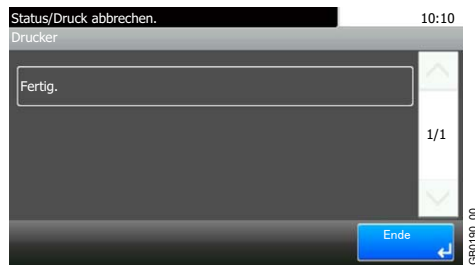 Status/Druck abbrechen.
10:10
Drucker
Fertig.
1/1
Ende
GB0190_00